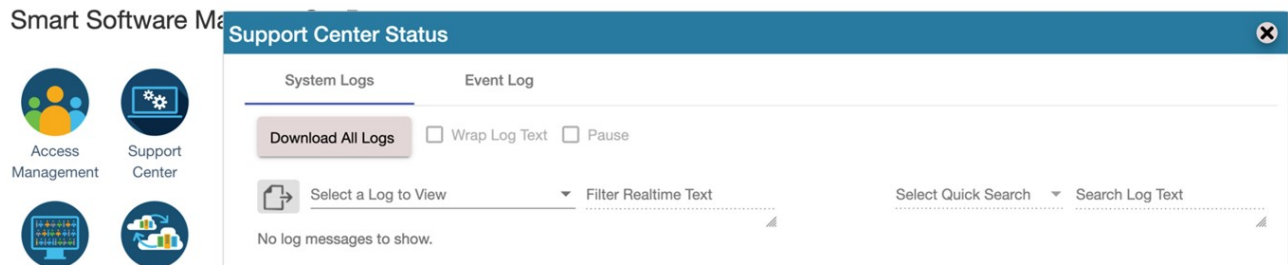 Smart Software Ma
Support Center Status
System Logs
Event Log
Download All Logs
Wrap Log Text
Pause
Access
Management
Support
Center
Select a Log to View
Filter Realtime Text
Select Quick Search
Search Log Text
No log messages to show.